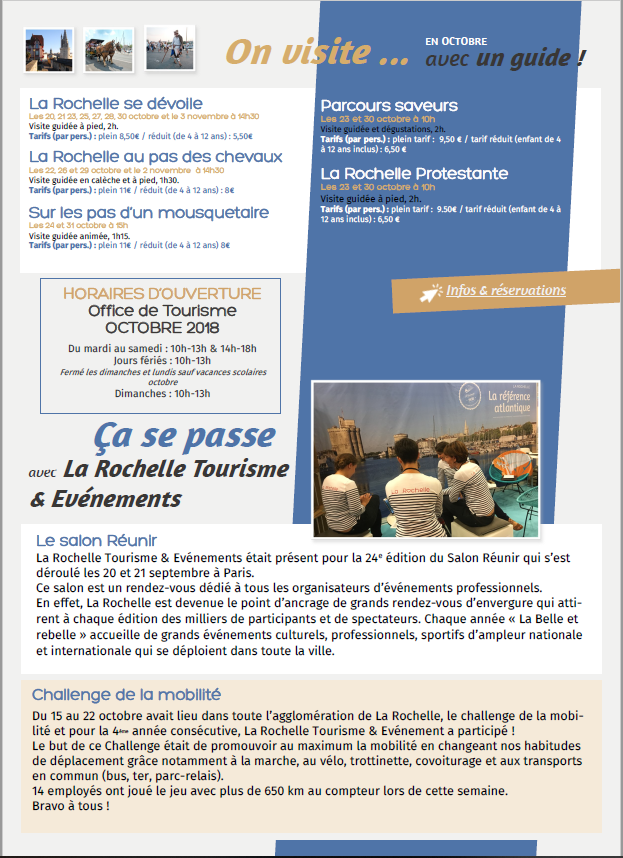 On visite ...
EN OCTOBRE
avec un guide !
La Rochelle se dévoile
Les 20, 21 23, 25, 27, 28, 30 octobre et le 3 novembre à 14h30
Visite guidée à pied, 2h.
Tarifs (par pers.) : plein 8,50€ / réduit (de 4 à 12 ans) : 5,50€
La Rochelle au pas des chevaux
Les 22, 26 et 29 octobre et le 2 novembre à 14h30
Visite guidée en calèche et à pied, 1h30.
Tarifs (par pers.) : plein 11€ / réduit (de 4 à 12 ans) : 8€
Sur les pas d'un mousquetaire
Les 24 et 31 octobre à 15h
Visite guidée animée, 1h15.
Tarifs (par pers.) : plein 11€ / réduit (de 4 à 12 ans) 8€
Parcours saveurs
Les 23 et 30 octobre à 10h
Visite guidée et dégustations, 2h.
Tarifs (par pers.) : plein tarif : 9,50 € / tarif réduit (enfant de 4
à 12 ans inclus) : 6,50 €
La Rochelle Protestante
Les 23 et 30 octobre à 10h
Visite guidée à pied, 2h.
Tarifs (par pers.) : plein tarif : 9.50€ / tarif réduit (enfant de 4 à
12 ans inclus) : 6,50 €
Infos & réservations
HORAIRES D'OUVERTURE
Office de Tourisme
OCTOBRE 2018
Du mardi au samedi : 10h-13h & 14h-18h
Jours fériés : 10h-13h
Fermé les dimanches et lundis sauf vacances scolaires
octobre
Dimanches : 10h-13h
La référence
atlantique
La Rochelle
Ça se passe
avec La Rochelle Tourisme
& Evénements
Le salon Réunir
La Rochelle Tourisme & Evénements était présent pour la 24e édition du Salon Réunir qui s'est
déroulé les 20 et 21 septembre à Paris.
Ce salon est un rendez-vous dédié à tous les organisateurs d'événements professionnels.
En effet, La Rochelle est devenue le point d'ancrage de grands rendez-vous d'envergure qui atti-
rent à chaque édition des milliers de participants et de spectateurs. Chaque année « La Belle et
rebelle » accueille de grands événements culturels, professionnels, sportifs d'ampleur nationale
et internationale qui se déploient dans toute la ville.
Challenge de la mobilité
Du 15 au 22 octobre avait lieu dans toute l'agglomération de La Rochelle, le challenge de la mobi-
lité et pour la 4ème année consécutive, La Rochelle Tourisme & Evénement a participé !
Le but de ce Challenge était de promouvoir au maximum la mobilité en changeant nos habitudes
de déplacement grâce notamment à la marche, au vélo, trottinette, covoiturage et aux transports
en commun (bus, ter, parc-relais).
14 employés ont joué le jeu avec plus de 650 km au compteur lors de cette semaine.
Bravo à tous !